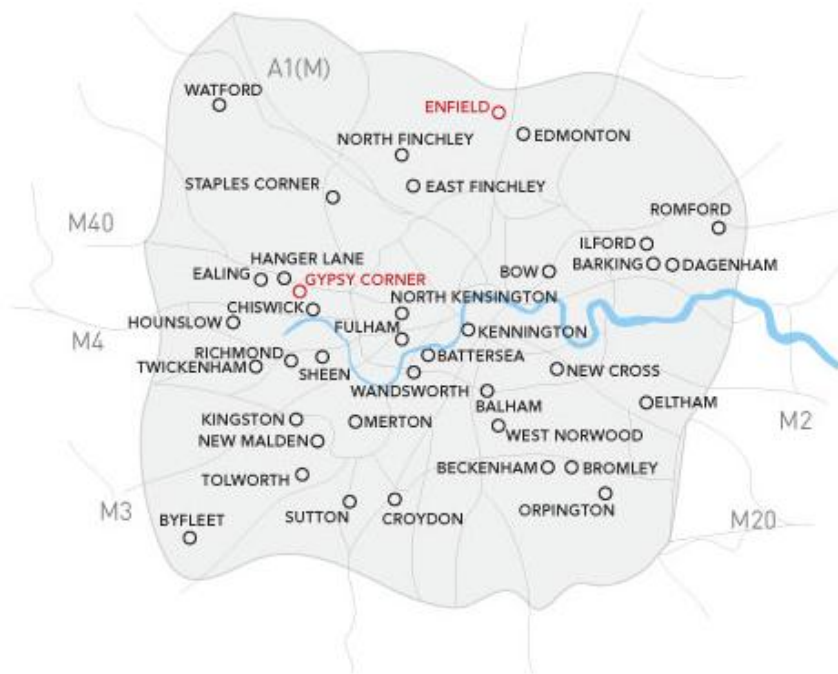 A1(M)
WATFORD
ENFIELD
EDMONTON
NORTH FINCHLEY
STAPLES CORNER
EAST FINCHLEY
ROMFORD
M40
ILFORD
HANGER LANE
BOW
BARKING
DAGENHAM
EALING
GYPSY CORNER
NORTH KENSINGTON
CHISWICK
HOUNSLOW
FULHAM
KENNINGTON
M4
RICHMOND
BATTERSEA
TWICKENHAM
SHEEN
NEW CROSS
WANDSWORTH
BALHAM
ELTHAM
KINGSTON
MERTON
M2
WEST NORWOOD
NEW MALDEN
BECKENHAM
BROMLEY
TOLWORTH
M3
BYFLEET
SUTTON
CROYDON
ORPINGTON
M20